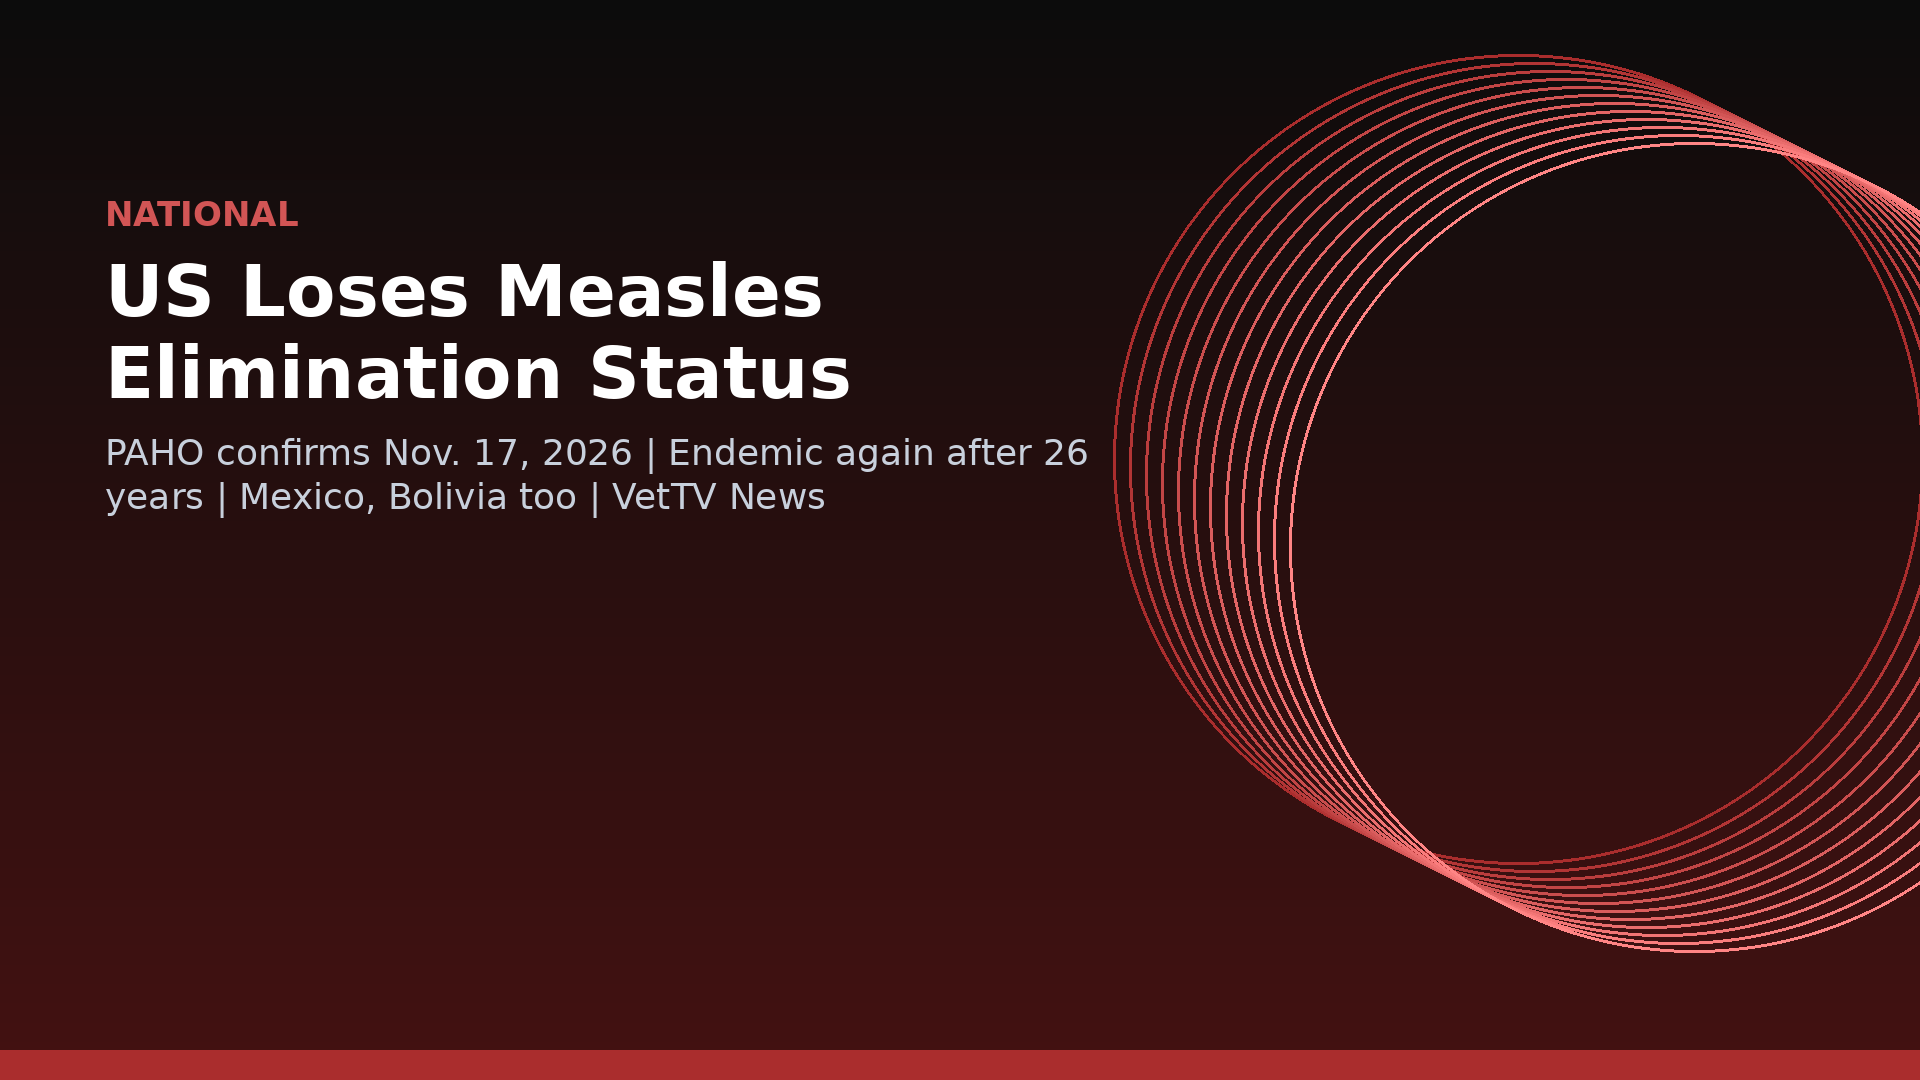 NATIONAL
US Loses Measles
Elimination Status
PAHO confirms Nov. 17, 2026 | Endemic again after 26
years | Mexico, Bolivia too | VetTV News